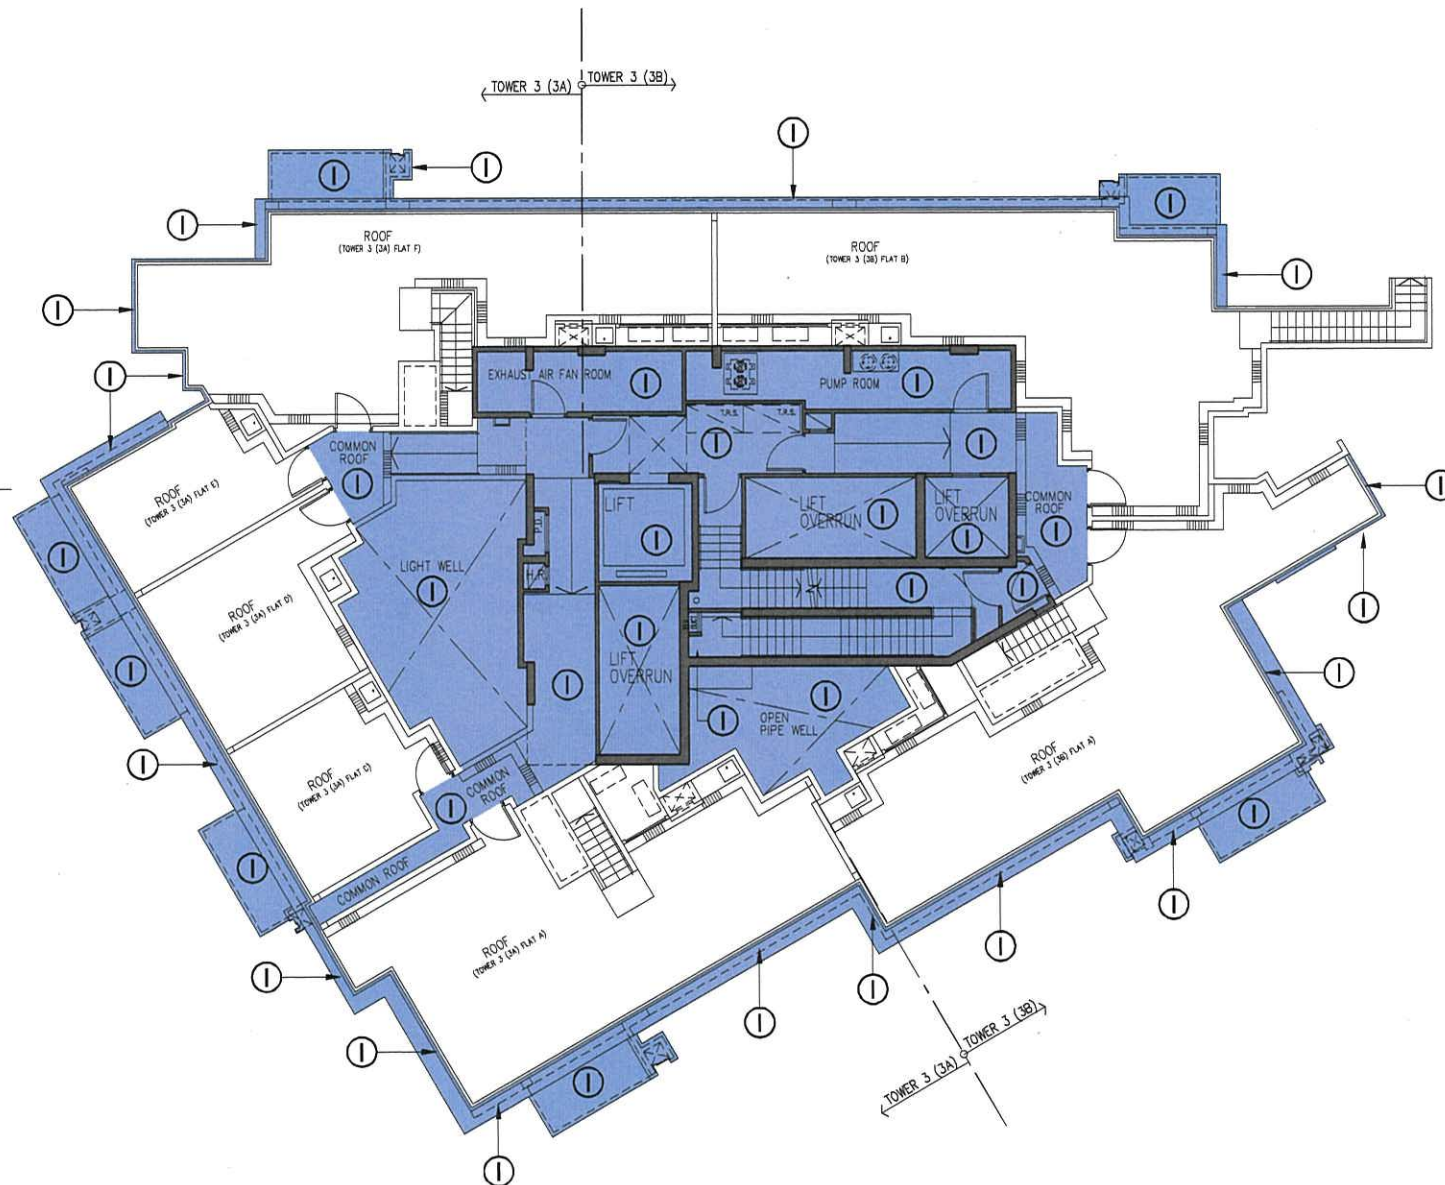 TOWER 3 (3A)
TOWER 3 (3B)
I
I
I
I
I
I
ROOF
(TOWER 3 (3A) FLAT F)
ROOF
(TOWER 3 (3B) FLAT B)
I
I
I
EXHAUST AIR FAN ROOM
I
PUMP ROOM
I
T.R.S.
T.R.S.
I
I
COMMON
ROOF
I
ROOF
(TOWER 3 (3A) FLAT E)
LIFT
I
LIFT
OVERRUN
I
LIFT
OVERRUN
I
COMMON
ROOF
I
I
P.D.
I
LIGHT WELL
I
H.R.
I
I
I
ROOF
(TOWER 3 (3A) FLAT D)
I
LIFT
OVERRUN
I
I
I
I
OPEN
PIPE WELL
I
I
ROOF
(TOWER 3 (3A) FLAT C)
ROOF
(TOWER 3 (3B) FLAT A)
COMMON
ROOF
I
I
I
COMMON ROOF
I
ROOF
(TOWER 3 (3A) FLAT A)
I
I
I
I
I
I
I
TOWER 3 (3B)
TOWER 3 (3A)
I